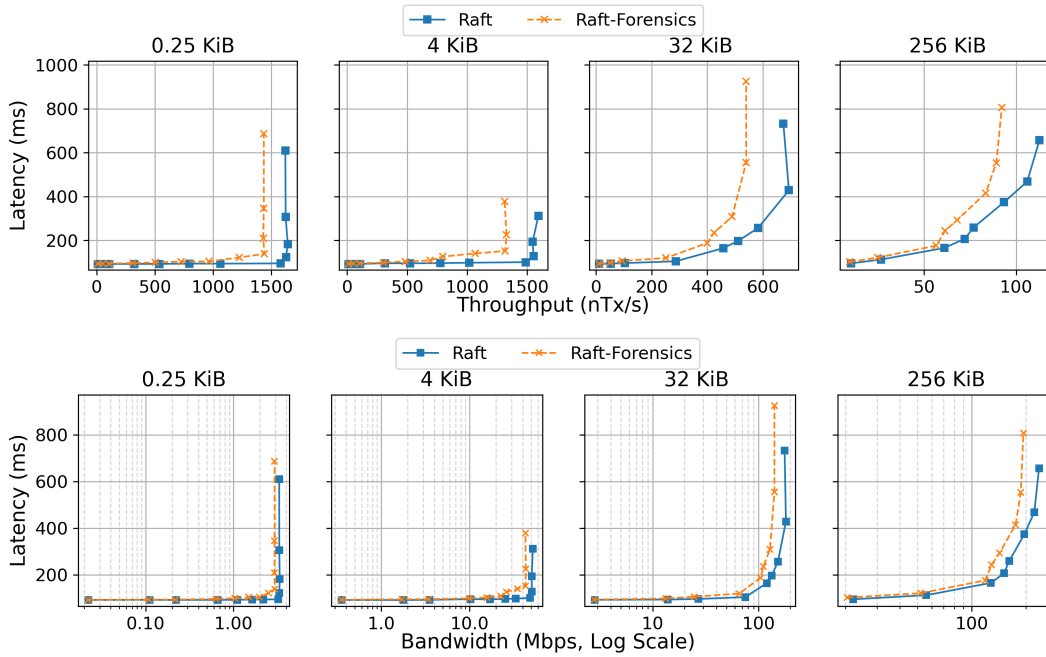 Raft Raft-Forensics
0.25 KiB 4 KiB 32 KiB 256 KiB
Latency (ms)
1000
800
600
400
200
0 500 1000 1500 0 500 1000 1500 0 200 400 600 50 100
Throughput (nTx/s)
Raft Raft-Forensics
0.25 KiB 4 KiB 32 KiB 256 KiB
Latency (ms)
800
600
400
200
0.10 1.00 1.0 10.0 10 100 100
Bandwidth (Mbps, Log Scale)